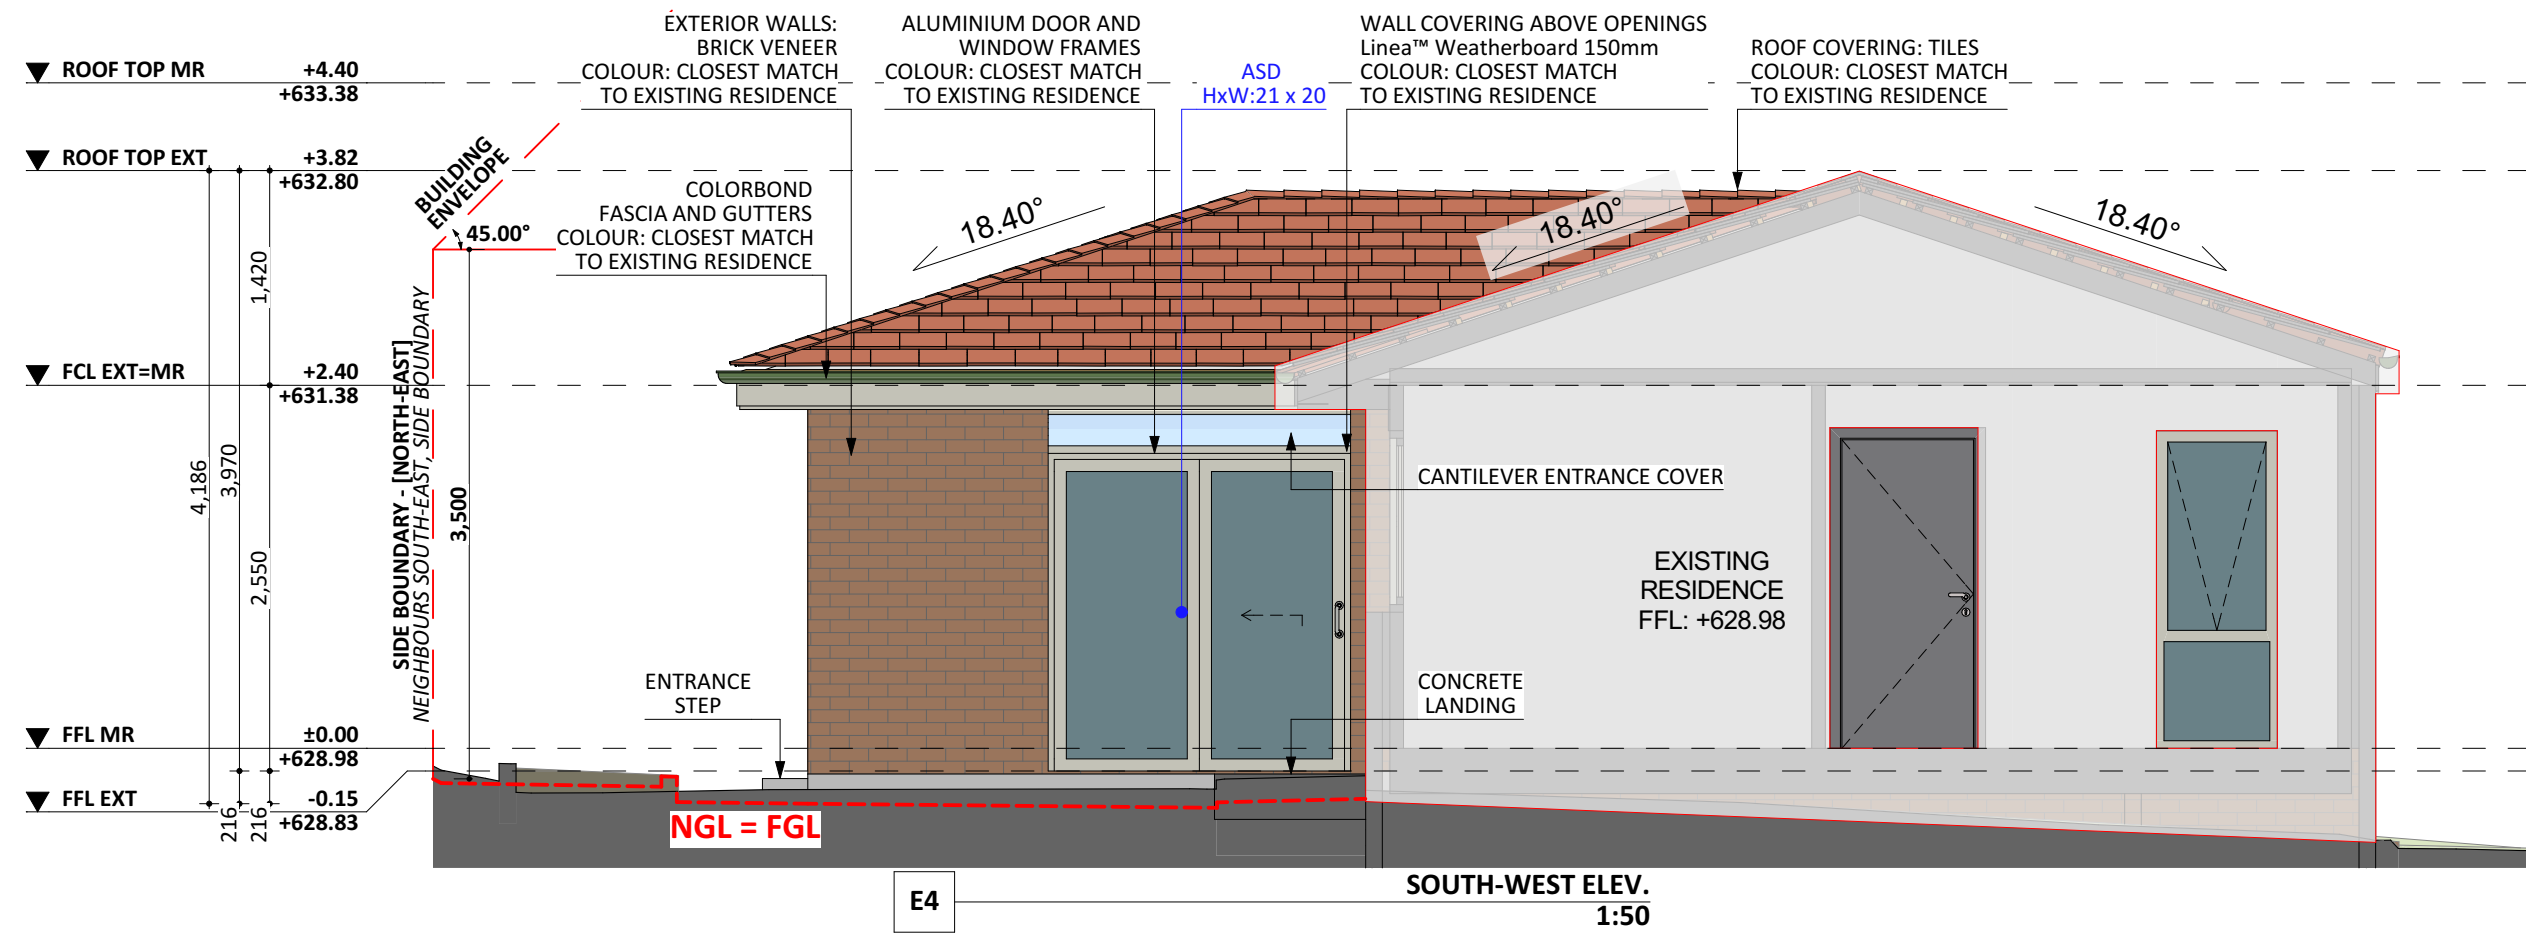 EXTERIOR WALLS:
BRICK VENEER
COLOUR: CLOSEST MATCH
TO EXISTING RESIDENCE
ALUMINIUM DOOR AND
WINDOW FRAMES
COLOUR: CLOSEST MATCH
TO EXISTING RESIDENCE
ASD
HxW:21 x 20
WALL COVERING ABOVE OPENINGS
Linea™ Weatherboard 150mm
COLOUR: CLOSEST MATCH
TO EXISTING RESIDENCE
ROOF COVERING: TILES
COLOUR: CLOSEST MATCH
TO EXISTING RESIDENCE
ROOF TOP MR +4.40
+633.38
ROOF TOP EXT +3.82
+632.80
BUILDING
ENVELOPE
45.00°
COLORBOND
FASCIA AND GUTTERS
COLOUR: CLOSEST MATCH
TO EXISTING RESIDENCE
18.40°
18.40°
18.40°
1,420
FCL EXT=MR +2.40
+631.38
4,186
3,970
2,550
SIDE BOUNDARY - [NORTH-EAST]
NEIGHBOURS SOUTH-EAST, SIDE BOUNDARY
3,500
CANTILEVER ENTRANCE COVER
EXISTING
RESIDENCE
FFL: +628.98
ENTRANCE
STEP
CONCRETE
LANDING
FFL MR ±0.00
+628.98
FFL EXT -0.15
+628.83
216
216
NGL = FGL
E4
SOUTH-WEST ELEV.
1:50